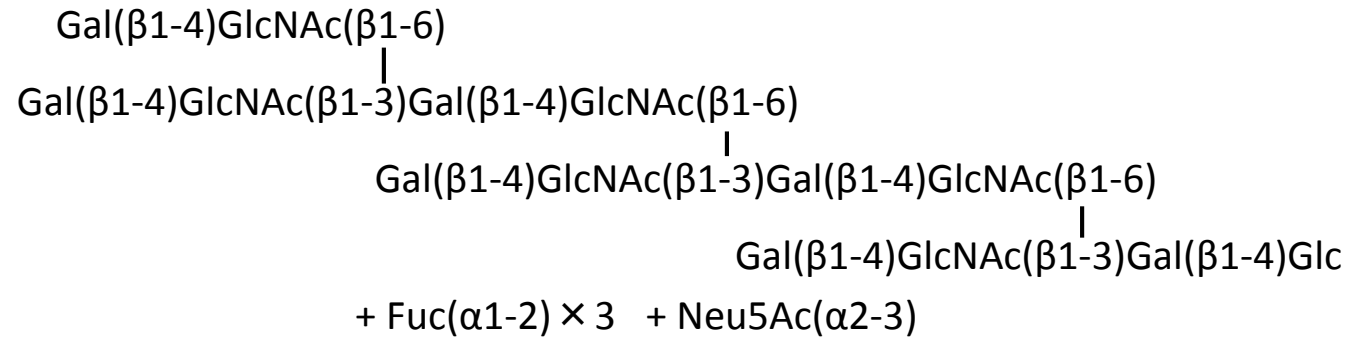 Gal(β1-4)GlcNAc(β1-6)
Gal(β1-4)GlcNAc(β1-3)Gal(β1-4)GlcNAc(β1-6)
Gal(β1-4)GlcNAc(β1-3)Gal(β1-4)GlcNAc(β1-6)
Gal(β1-4)GlcNAc(β1-3)Gal(β1-4)Glc
+ Fuc(α1-2) × 3 + Neu5Ac(α2-3)